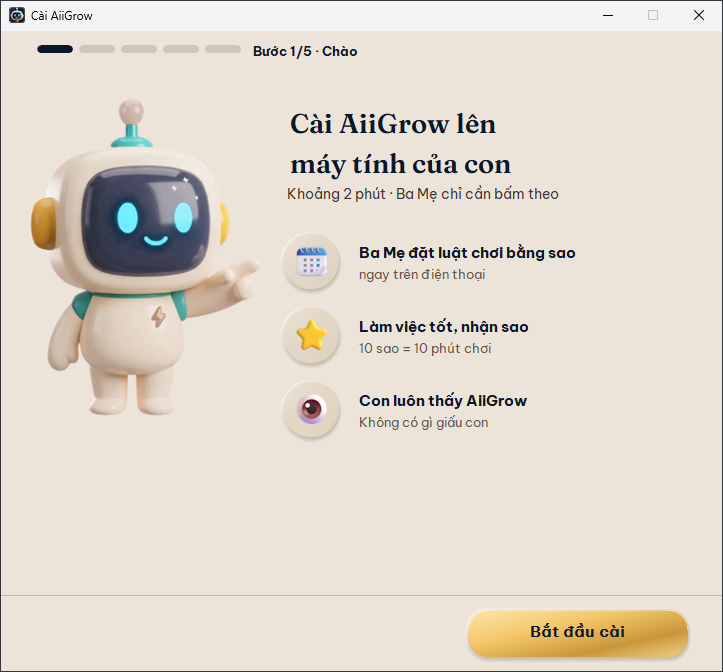 Cài AiiGrow
Bước 1/5 · Chào
Cài AiiGrow lên
máy tính của con
Khoảng 2 phút · Ba Mẹ chỉ cần bấm theo
Ba Mẹ đặt luật chơi bằng sao
ngay trên điện thoại
Làm việc tốt, nhận sao
10 sao = 10 phút chơi
Con luôn thấy AiiGrow
Không có gì giấu con
Bắt đầu cài